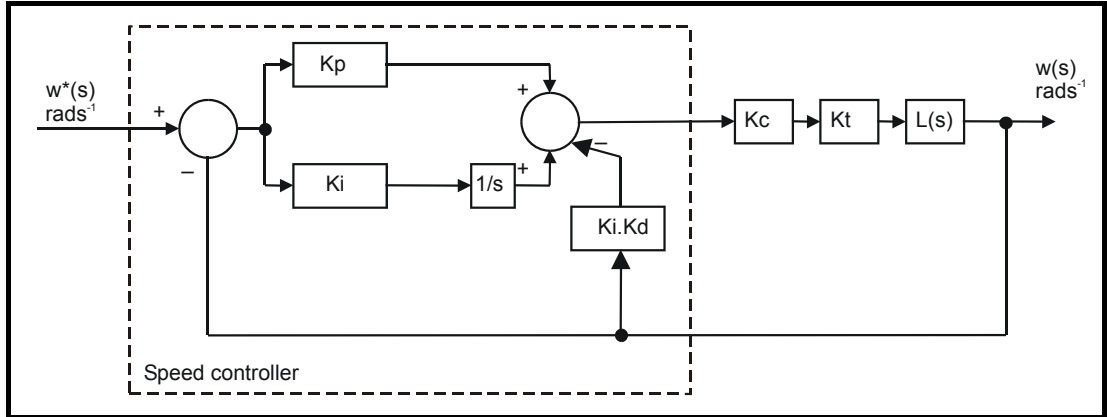 w*(s)
rads⁻¹
+
−
Kp
Ki
1/s
+
+
−
Ki.Kd
Kc
Kt
L(s)
w(s)
rads⁻¹
Speed controller